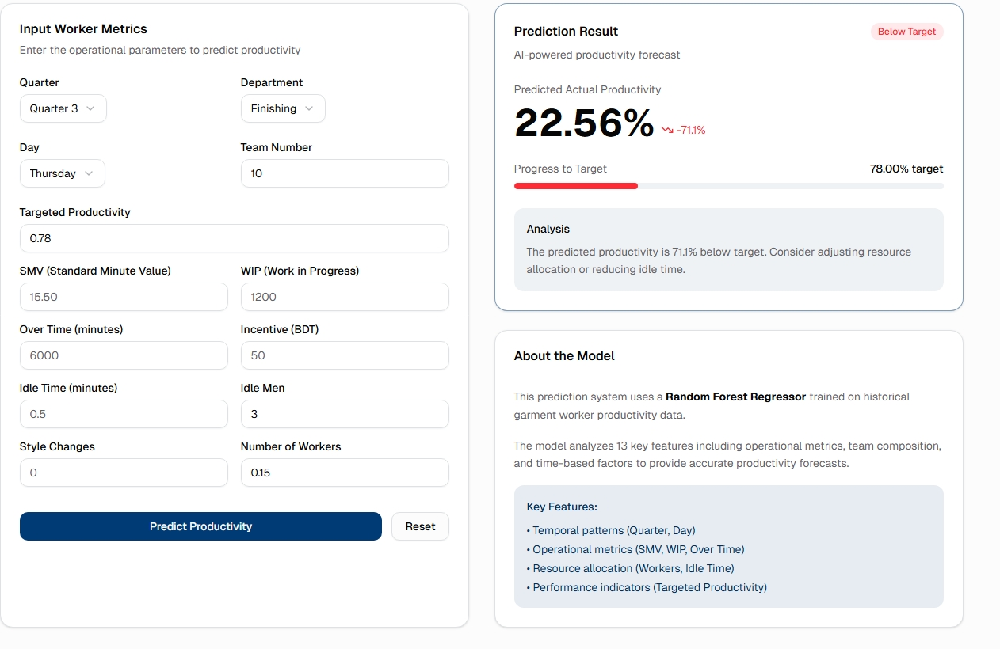 Input Worker Metrics
Enter the operational parameters to predict productivity
Quarter
Department
Quarter 3
Finishing
Day
Team Number
Thursday
10
Targeted Productivity
0.78
SMV (Standard Minute Value)
WIP (Work in Progress)
15.50
1200
Over Time (minutes)
Incentive (BDT)
6000
50
Idle Time (minutes)
Idle Men
0.5
3
Style Changes
Number of Workers
0
0.15
Predict Productivity
Reset
Prediction Result
Below Target
AI-powered productivity forecast
Predicted Actual Productivity
22.56%
-71.1%
Progress to Target
78.00% target
Analysis
The predicted productivity is 71.1% below target. Consider adjusting resource
allocation or reducing idle time.
About the Model
This prediction system uses a Random Forest Regressor trained on historical
garment worker productivity data.
The model analyzes 13 key features including operational metrics, team composition,
and time-based factors to provide accurate productivity forecasts.
Key Features:
• Temporal patterns (Quarter, Day)
• Operational metrics (SMV, WIP, Over Time)
• Resource allocation (Workers, Idle Time)
• Performance indicators (Targeted Productivity)